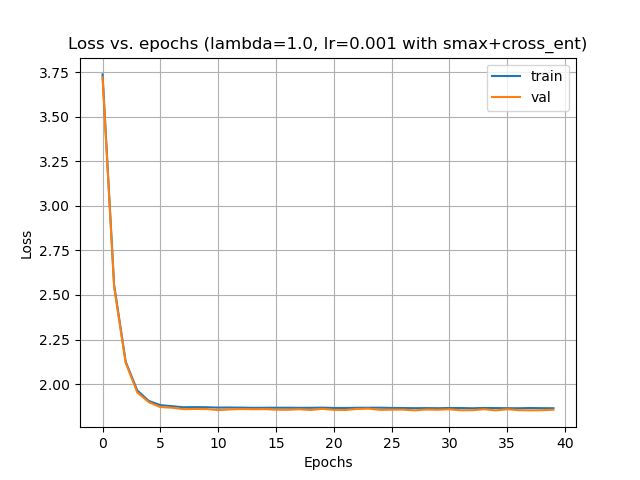 Loss vs. epochs (lambda=1.0, lr=0.001 with smax+cross_ent)
train
val
3.75
3.50
3.25
3.00
2.75
2.50
2.25
2.00
Loss
0 5 10 15 20 25 30 35 40
Epochs